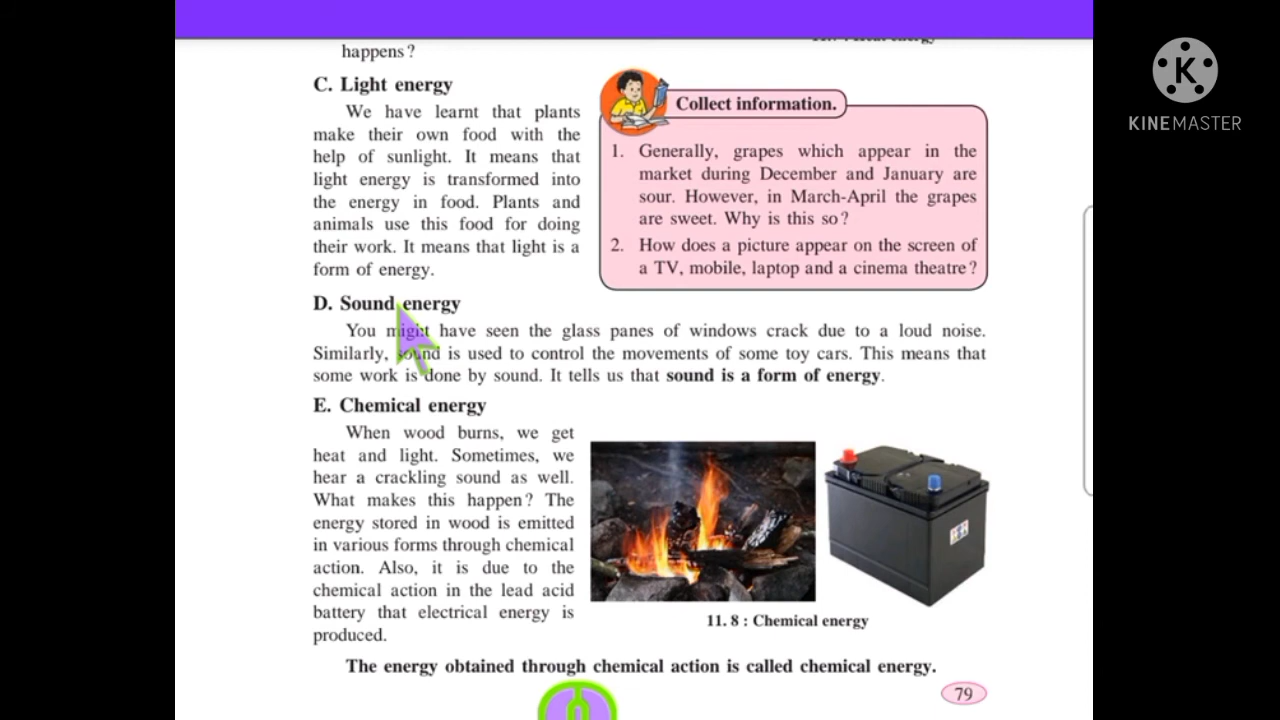 happens ?
C. Light energy
We have learnt that plants
make their own food with the
help of sunlight. It means that
light energy is transformed into
the energy in food. Plants and
animals use this food for doing
their work. It means that light is a
form of energy.
Collect information.
1. Generally, grapes which appear in the
market during December and January are
sour. However, in March-April the grapes
are sweet. Why is this so ?
2. How does a picture appear on the screen of
a TV, mobile, laptop and a cinema theatre ?
D. Sound energy
You might have seen the glass panes of windows crack due to a loud noise.
Similarly, sound is used to control the movements of some toy cars. This means that
some work is done by sound. It tells us that sound is a form of energy.
E. Chemical energy
When wood burns, we get
heat and light. Sometimes, we
hear a crackling sound as well.
What makes this happen ? The
energy stored in wood is emitted
in various forms through chemical
action. Also, it is due to the
chemical action in the lead acid
battery that electrical energy is
produced.
11. 8 : Chemical energy
The energy obtained through chemical action is called chemical energy.
79
K
KINEMASTER